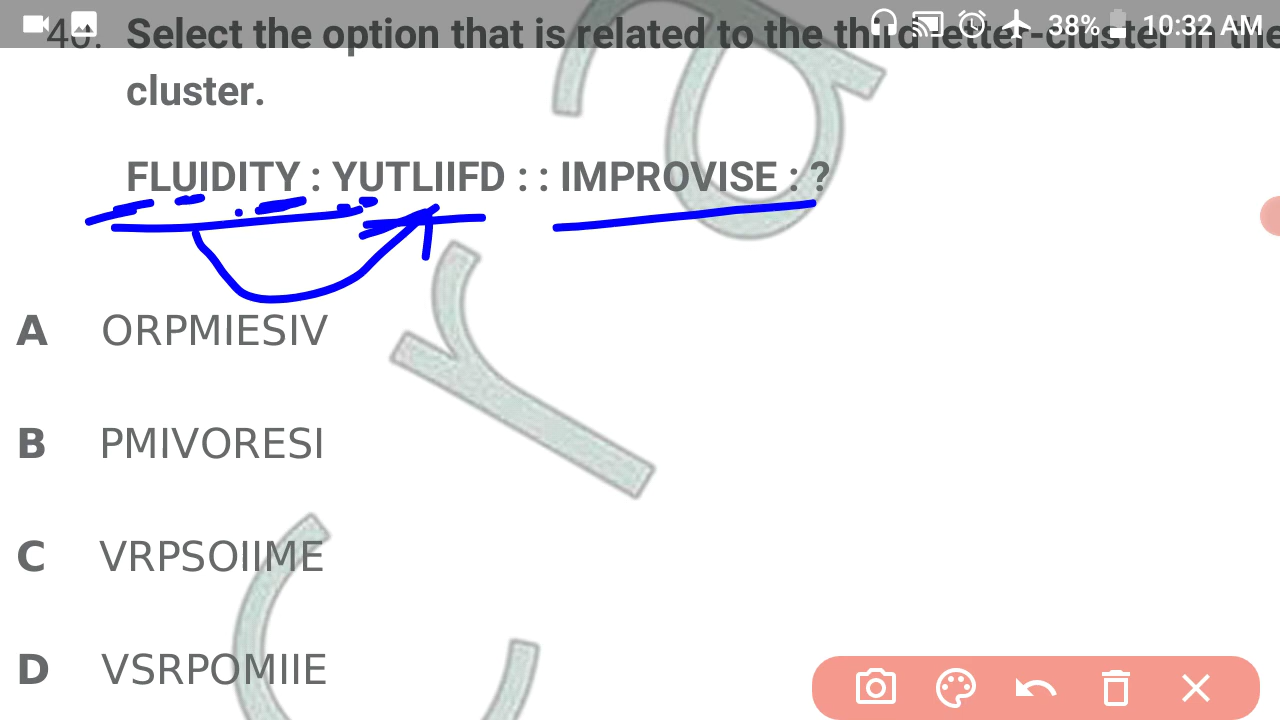 38% 10:32 AM
40. Select the option that is related to the third letter-cluster in the
cluster.
FLUIDITY : YUTLIIFD : : IMPROVISE : ?
A ORPMIESIV
B PMIVORESI
C VRPSOIIME
D VSRPOMIIE